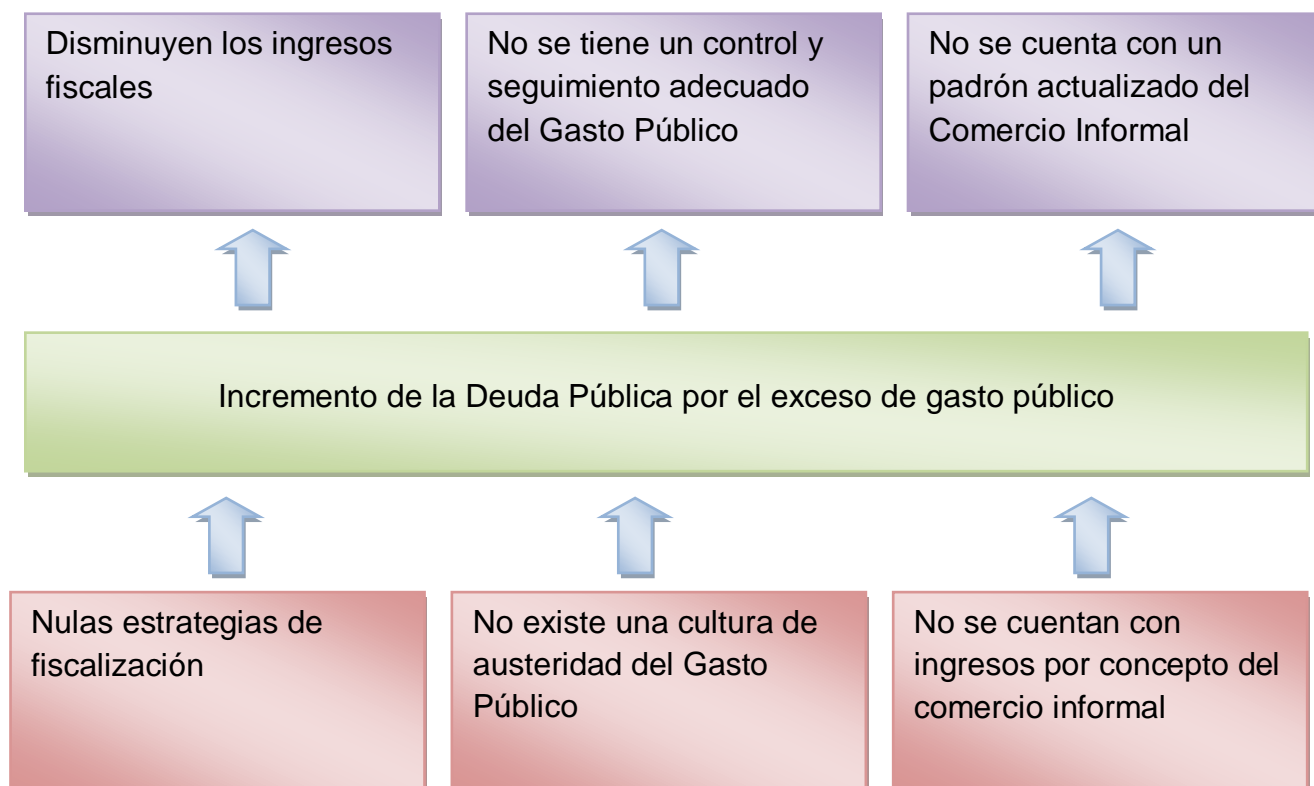 Disminuyen los ingresos
fiscales
No se tiene un control y
seguimiento adecuado
del Gasto Público
No se cuenta con un
padrón actualizado del
Comercio Informal
Incremento de la Deuda Pública por el exceso de gasto público
Nulas estrategias de
fiscalización
No existe una cultura de
austeridad del Gasto
Público
No se cuentan con
ingresos por concepto del
comercio informal